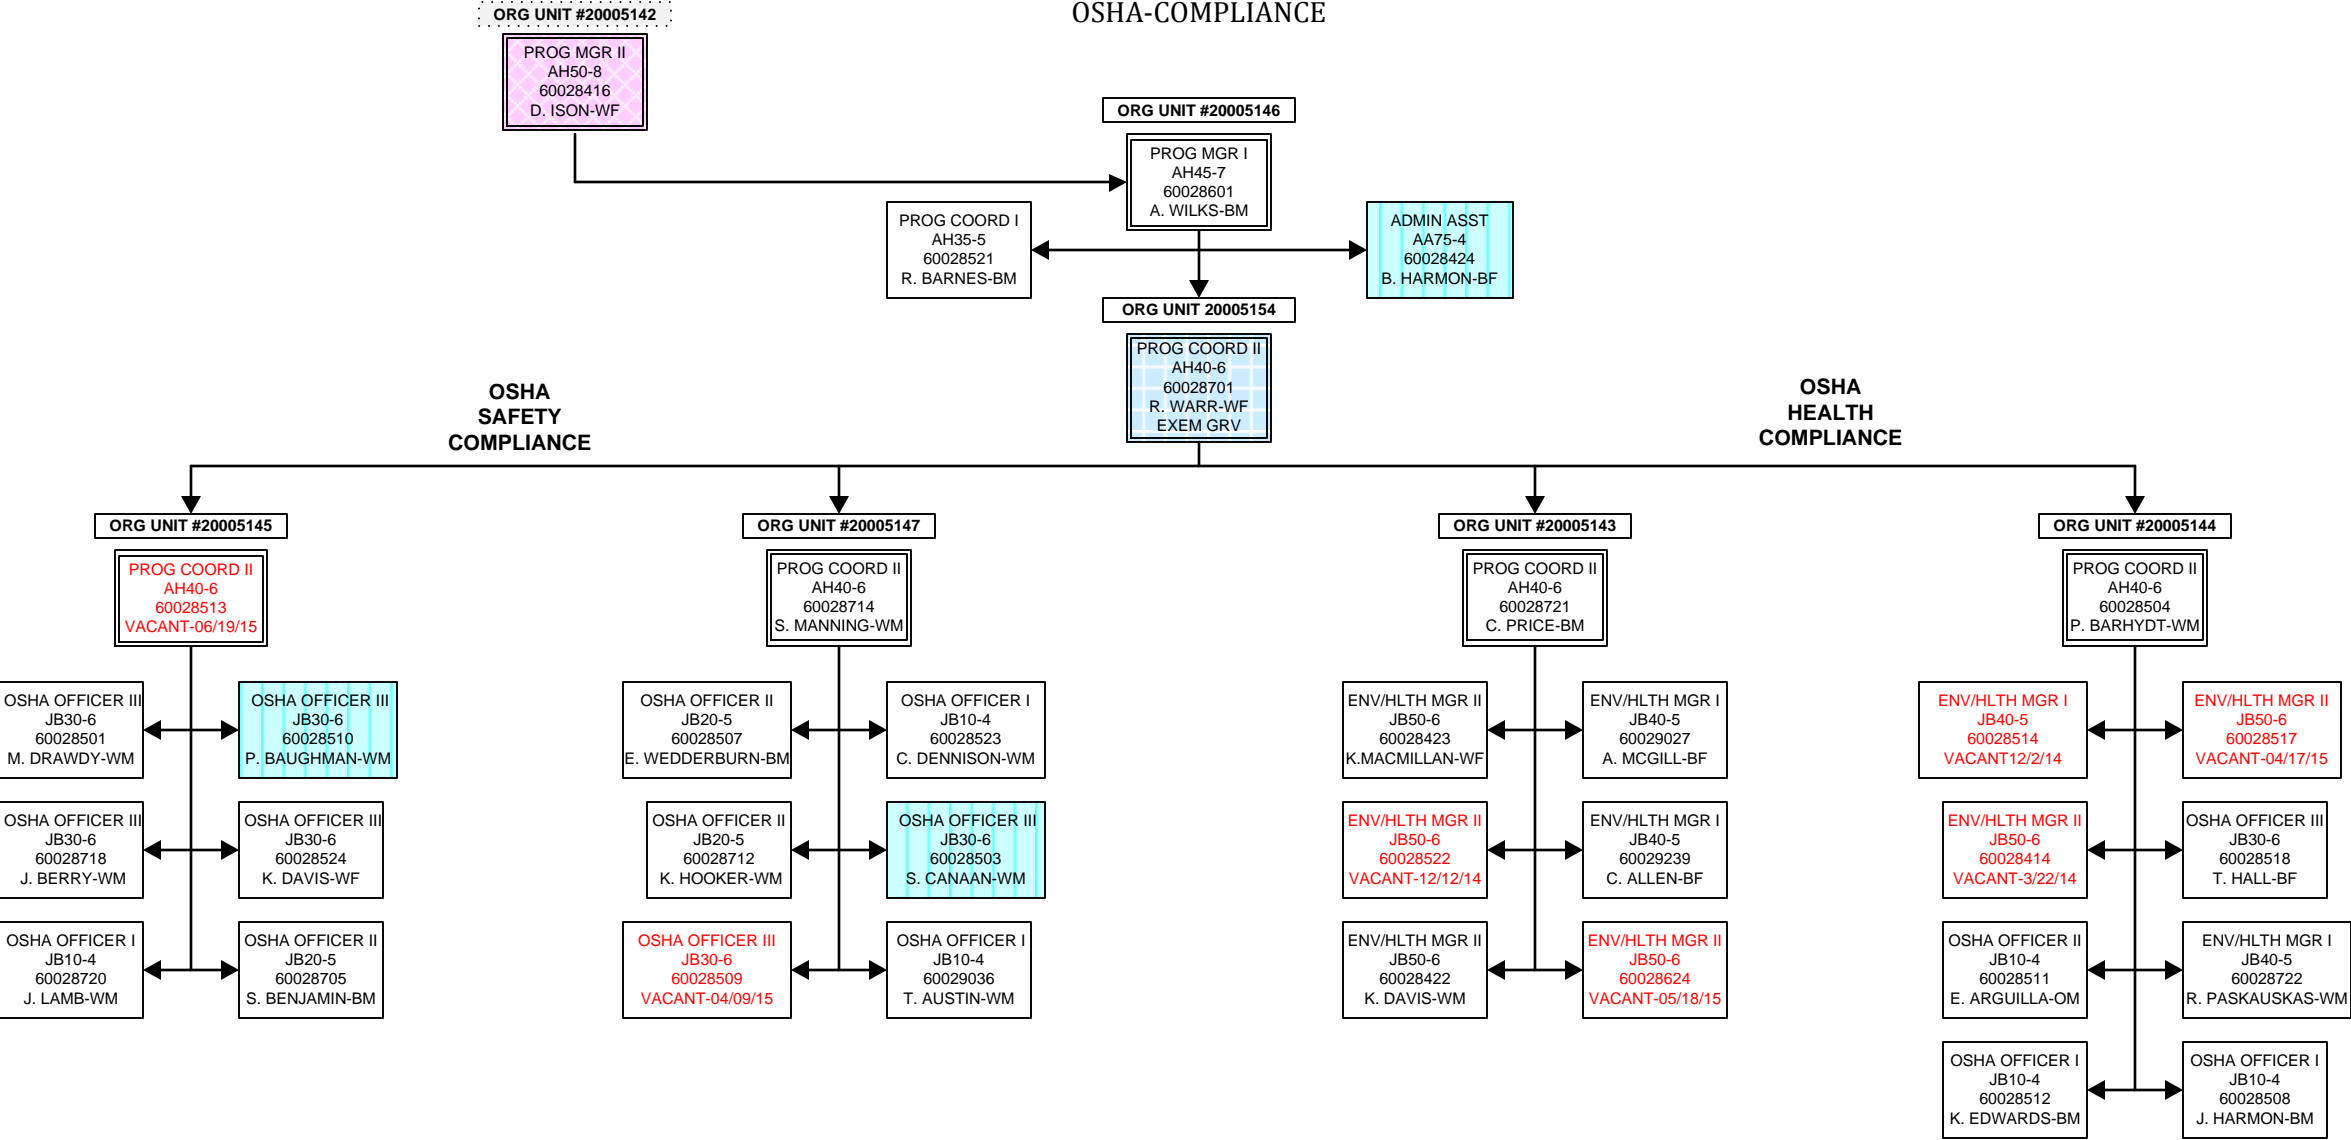 OSHA-COMPLIANCE
ORG UNIT #20005142
PROG MGR II
AH50-8
60028416
D. ISON-WF
ORG UNIT #20005146
PROG MGR I
AH45-7
60028601
A. WILKS-BM
PROG COORD I
AH35-5
60028521
R. BARNES-BM
ADMIN ASST
AA75-4
60028424
B. HARMON-BF
ORG UNIT 20005154
PROG COORD II
AH40-6
60028701
R. WARR-WF
EXEM GRV
OSHA
SAFETY
COMPLIANCE
OSHA
HEALTH
COMPLIANCE
ORG UNIT #20005145
PROG COORD II
AH40-6
60028513
VACANT-06/19/15
OSHA OFFICER III
JB30-6
60028501
M. DRAWDY-WM
OSHA OFFICER III
JB30-6
60028510
P. BAUGHMAN-WM
OSHA OFFICER III
JB30-6
60028718
J. BERRY-WM
OSHA OFFICER III
JB30-6
60028524
K. DAVIS-WF
OSHA OFFICER I
JB10-4
60028720
J. LAMB-WM
OSHA OFFICER II
JB20-5
60028705
S. BENJAMIN-BM
ORG UNIT #20005147
PROG COORD II
AH40-6
60028714
S. MANNING-WM
OSHA OFFICER II
JB20-5
60028507
E. WEDDERBURN-BM
OSHA OFFICER I
JB10-4
60028523
C. DENNISON-WM
OSHA OFFICER II
JB20-5
60028712
K. HOOKER-WM
OSHA OFFICER III
JB30-6
60028503
S. CANAAN-WM
OSHA OFFICER III
JB30-6
60028509
VACANT-04/09/15
OSHA OFFICER I
JB10-4
60029036
T. AUSTIN-WM
ORG UNIT #20005143
PROG COORD II
AH40-6
60028721
C. PRICE-BM
ENV/HLTH MGR II
JB50-6
60028423
K.MACMILLAN-WF
ENV/HLTH MGR I
JB40-5
60029027
A. MCGILL-BF
ENV/HLTH MGR II
JB50-6
60028522
VACANT-12/12/14
ENV/HLTH MGR I
JB40-5
60029239
C. ALLEN-BF
ENV/HLTH MGR II
JB50-6
60028422
K. DAVIS-WM
ENV/HLTH MGR II
JB50-6
60028624
VACANT-05/18/15
ORG UNIT #20005144
PROG COORD II
AH40-6
60028504
P. BARHYDT-WM
ENV/HLTH MGR I
JB40-5
60028514
VACANT12/2/14
ENV/HLTH MGR II
JB50-6
60028517
VACANT-04/17/15
ENV/HLTH MGR II
JB50-6
60028414
VACANT-3/22/14
OSHA OFFICER III
JB30-6
60028518
T. HALL-BF
OSHA OFFICER II
JB10-4
60028511
E. ARGUILLA-OM
ENV/HLTH MGR I
JB40-5
60028722
R. PASKAUSKAS-WM
OSHA OFFICER I
JB10-4
60028512
K. EDWARDS-BM
OSHA OFFICER I
JB10-4
60028508
J. HARMON-BM